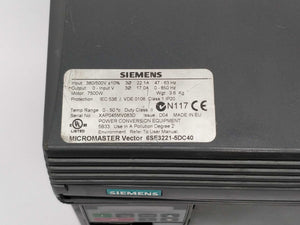 SIEMENS
Input 380/500V ±10% 3Ø 22.1A 47 - 63 Hz
Output 0 - Input V 3Ø 17.0A 0 - 650 Hz
Motor 7500W Wgt 3.6 Kg
Protection IEC 536 / VDE 0106 Class 1 IP20
Temp Range 0 - 50°c Duty Class
N117 CE
Serial No Issue: D04 MADE IN EU
UL LISTED POWER CONVERSION EQUIPMENT
5B33 Use in Pollution Degree 2
Environment Refer to User Manual
MICROMASTER Vector 6SE3221-5DC40
SIEMENS